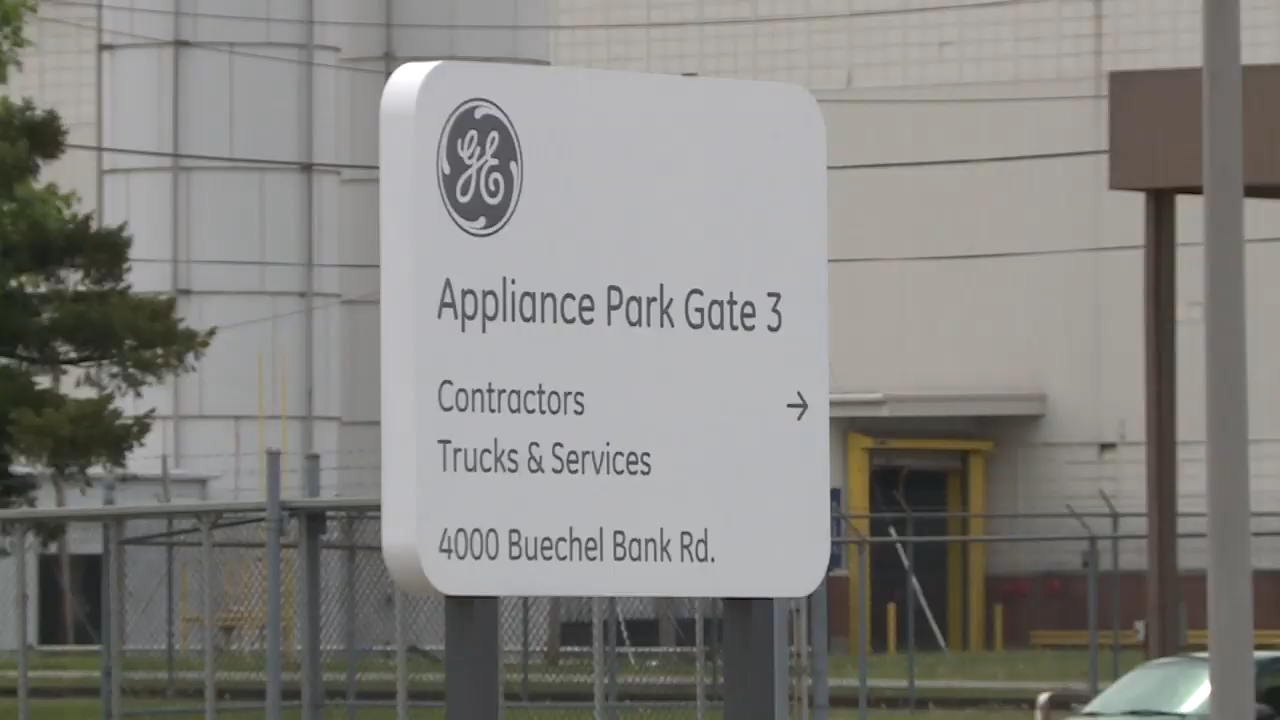 GE
Appliance Park Gate 3
Contractors →
Trucks & Services
4000 Buechel Bank Rd.